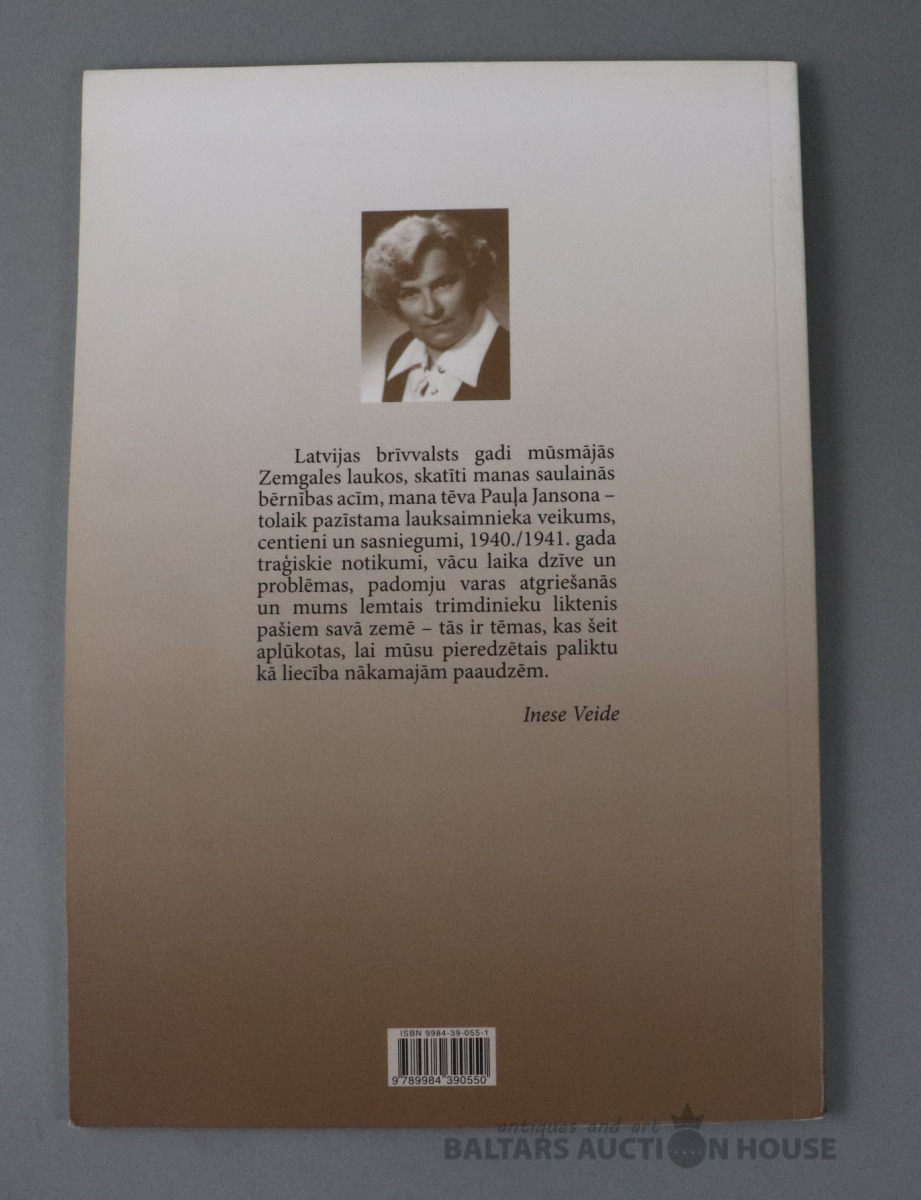 Latvijas brīvvalsts gadi mūsmājās
Zemgales laukos, skatīti manas saulainās
bērnības acīm, mana tēva Pauļa Jansona –
tolaik pazīstama lauksaimnieka veikums,
centieni un sasniegumi, 1940./1941. gada
traģiskie notikumi, vācu laika dzīve un
problēmas, padomju varas atgriešanās
un mums lemtais trimdinieku liktenis
pašiem savā zemē – tās ir tēmas, kas šeit
aplūkotas, lai mūsu pieredzētais paliktu
kā liecība nākamajām paaudzēm.
Inese Veide
ISBN 9984-39-055-1
9 789984 390550
antiques and art
BALTARS AUCTION HOUSE